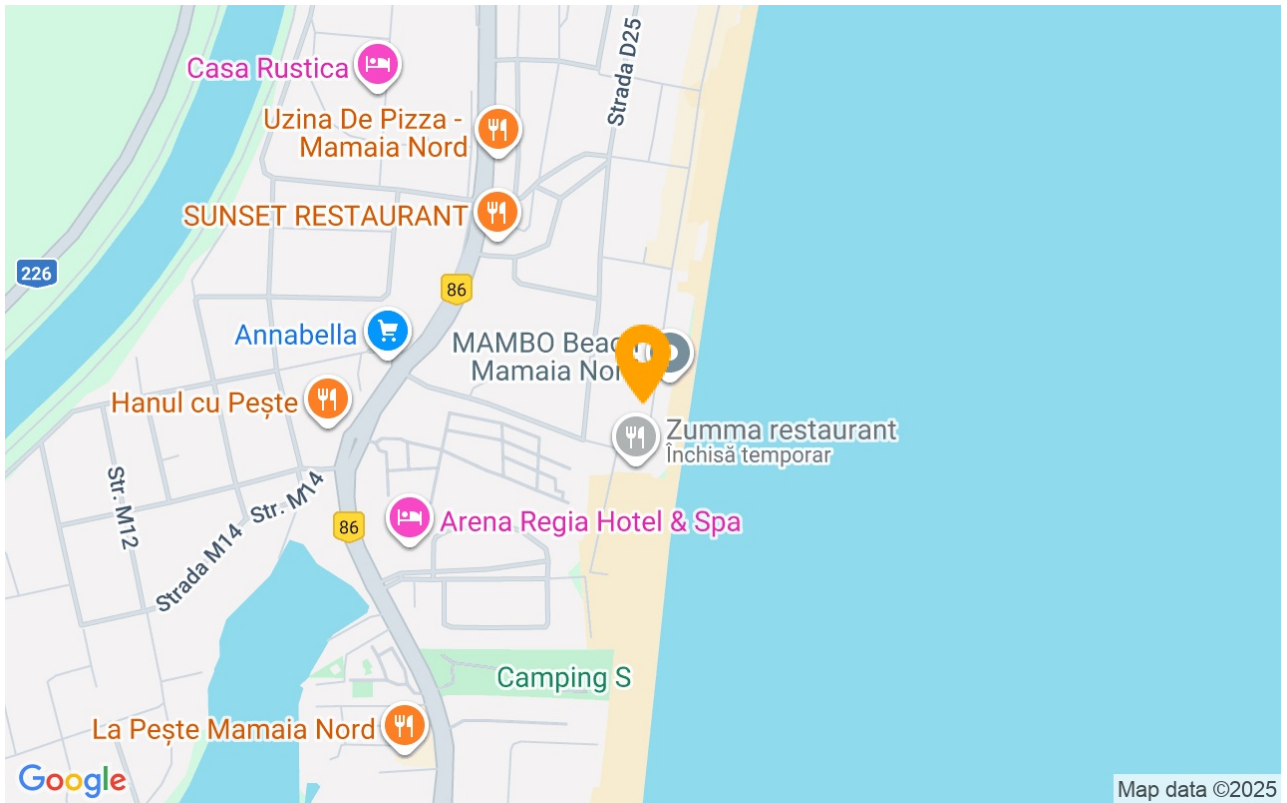 Casa Rustica
Strada D25
Uzina De Pizza -
Mamaia Nord
SUNSET RESTAURANT
226
86
Annabella
MAMBO Beach
Mamaia Nord
Hanul cu Pește
Zumma restaurant
Închisă temporar
Str. M12
Str. M14
Strada M14
86
Arena Regia Hotel & Spa
Camping S
La Pește Mamaia Nord
Google
Map data ©2025